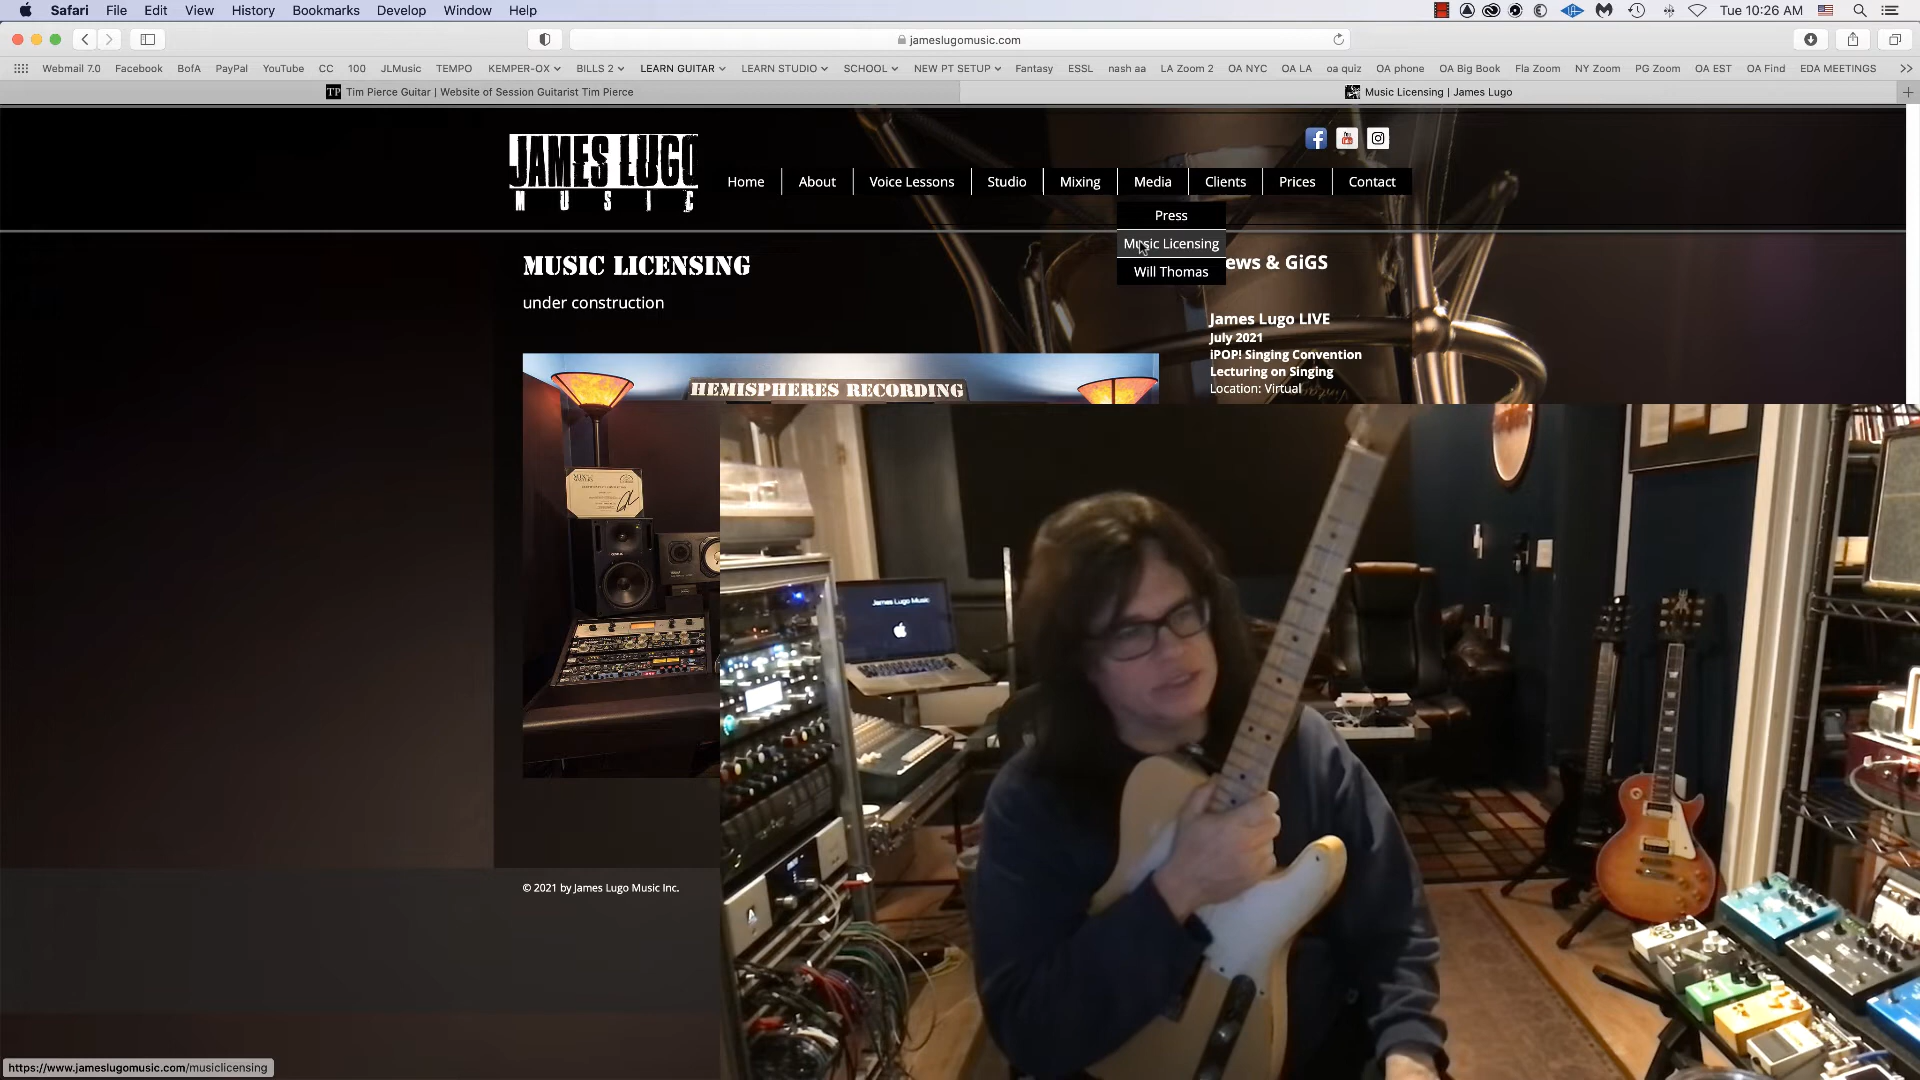 Safari File Edit View History Bookmarks Develop Window Help Tue 10:26 AM
jameslugomusic.com
Webmail 7.0 Facebook BofA PayPal YouTube CC 100 JLMusic TEMPO KEMPER-OX BILLS 2 LEARN GUITAR LEARN STUDIO SCHOOL NEW PT SETUP Fantasy ESSL nash aa LA Zoom 2 OA NYC OA LA oa quiz OA phone OA Big Book Fla Zoom NY Zoom PG Zoom OA EST OA Find EDA MEETINGS
TP Tim Pierce Guitar | Website of Session Guitarist Tim Pierce Music Licensing | James Lugo
JAMES LUGO
MUSIC
You
Home About Voice Lessons Studio Mixing Media Clients Prices Contact
Press
Music Licensing
Will Thomas
MUSIC LICENSING
under construction
ews & GiGS
James Lugo LIVE
July 2021
iPOP! Singing Convention
Lecturing on Singing
Location: Virtual
HEMISPHERES RECORDING
James Lugo Music
© 2021 by James Lugo Music Inc.
https://www.jameslugomusic.com/musiclicensing